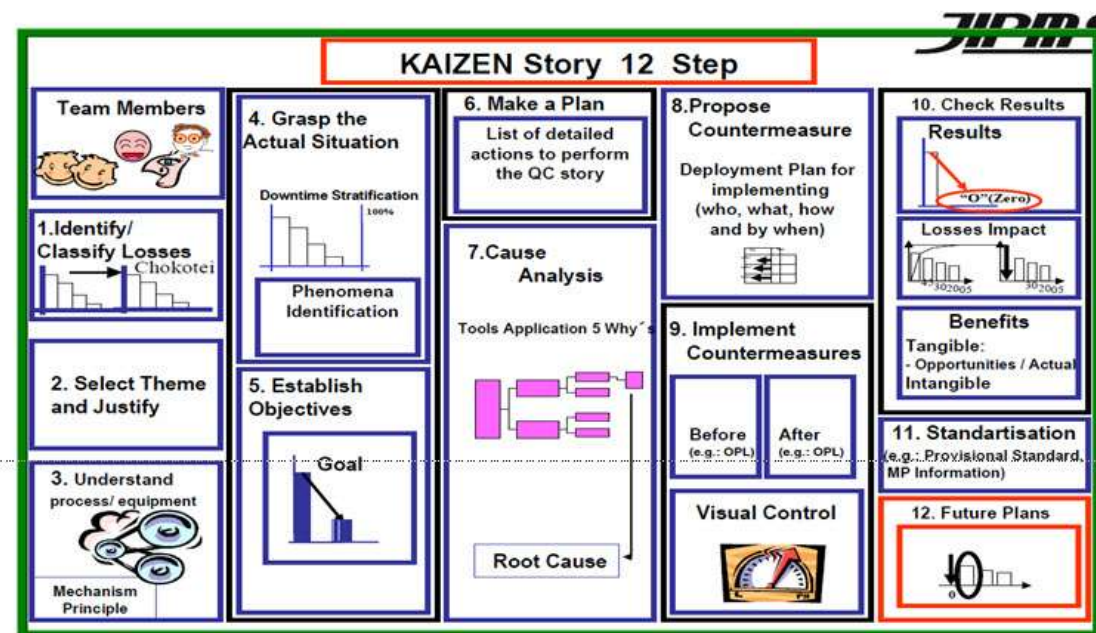 JIPM
KAIZEN Story 12 Step
Team Members
1.Identify/
Classify Losses
Chokotei
2. Select Theme
and Justify
3. Understand
process/ equipment
Mechanism
Principle
4. Grasp the
Actual Situation
Downtime Stratification
100%
Phenomena
Identification
5. Establish
Objectives
Goal
6. Make a Plan
List of detailed
actions to perform
the QC story
7.Cause
Analysis
Tools Application 5 Why´s
Root Cause
8.Propose
Countermeasure
Deployment Plan for
implementing
(who, what, how
and by when)
9. Implement
Countermeasures
Before
(e.g.: OPL)
After
(e.g.: OPL)
Visual Control
10. Check Results
Results
“O”(Zero)
Losses Impact
Benefits
Tangible:
- Opportunities / Actual
Intangible
11. Standartisation
(e.g.: Provisional Standard,
MP Information)
12. Future Plans
0